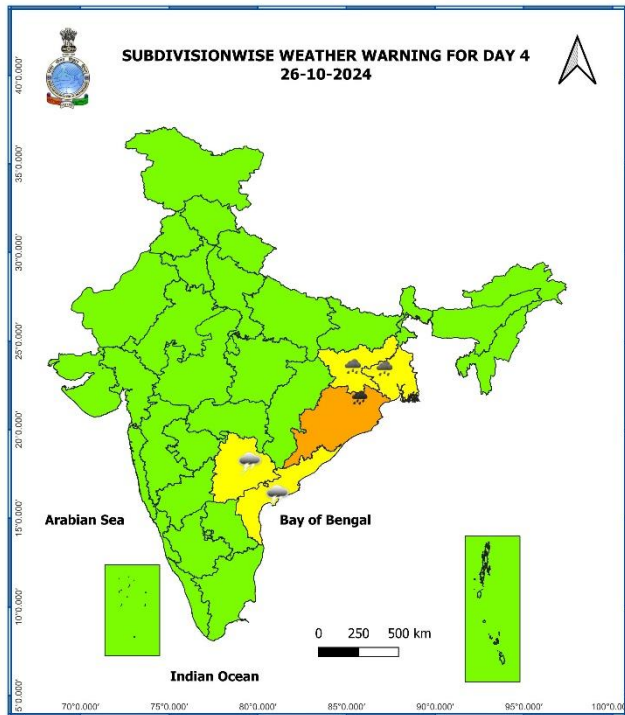 SUBDIVISIONWISE WEATHER WARNING FOR DAY 4
26-10-2024
40°0.000'
35°0.000'
30°0.000'
25°0.000'
20°0.000'
15°0.000'
10°0.000'
5°0.000'
Arabian Sea
Bay of Bengal
0 250 500 km
Indian Ocean
70°0.000' 75°0.000' 80°0.000' 85°0.000' 90°0.000' 95°0.000' 100°0.00